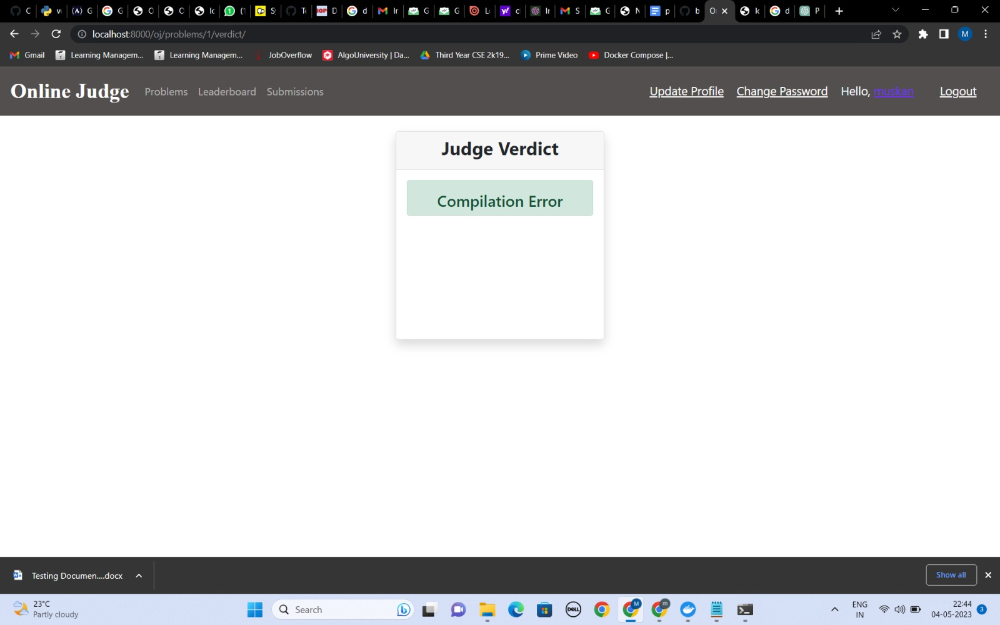 localhost:8000/oj/problems/1/verdict/
M
Gmail
Learning Managem...
Learning Managem...
JobOverflow
AlgoUniversity | Da...
Third Year CSE 2k19...
Prime Video
Docker Compose |...
Online Judge
Problems
Leaderboard
Submissions
Update Profile
Change Password
Hello, muskan
Logout
Judge Verdict
Compilation Error
Testing Documen....docx
Show all
23°C
Partly cloudy
Search
DELL
M
m
ENG
IN
22:44
04-05-2023
3